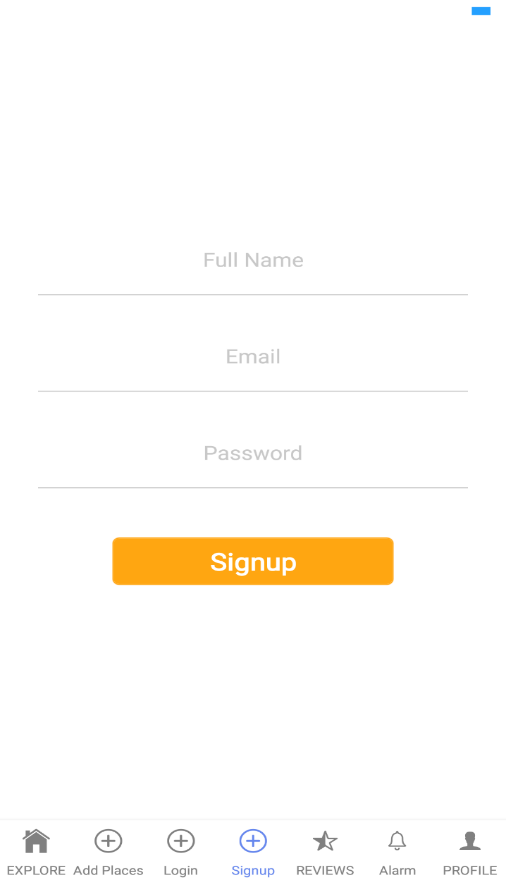 Full Name
Email
Password
Signup
EXPLORE Add Places Login Signup REVIEWS Alarm PROFILE